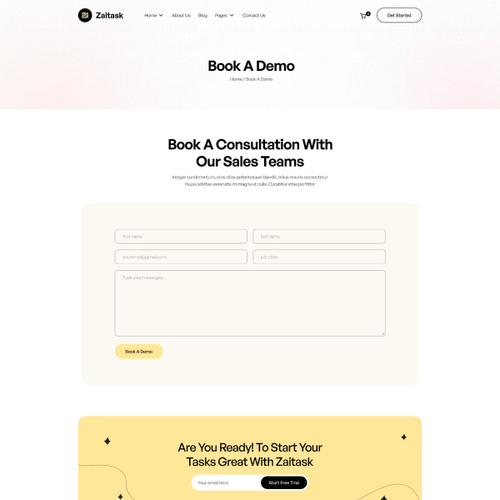 Zaitask
Home About Us Blog Pages Contact Us
0
Get Started
Book A Demo
Home / Book A Demo
Book A Consultation With
Our Sales Teams
Integer condimentum, eros vitae pellentesque blandit, tellus mauris consectetur
risus sodales venenatis mi magna ut nulla. Curabitur vitae porttitor
first name
last name
youremail@gmail.com
job titles
Type your messages...
Book A Demo
Are You Ready! To Start Your
Tasks Great With Zaitask
Your email here
Start Free Trial